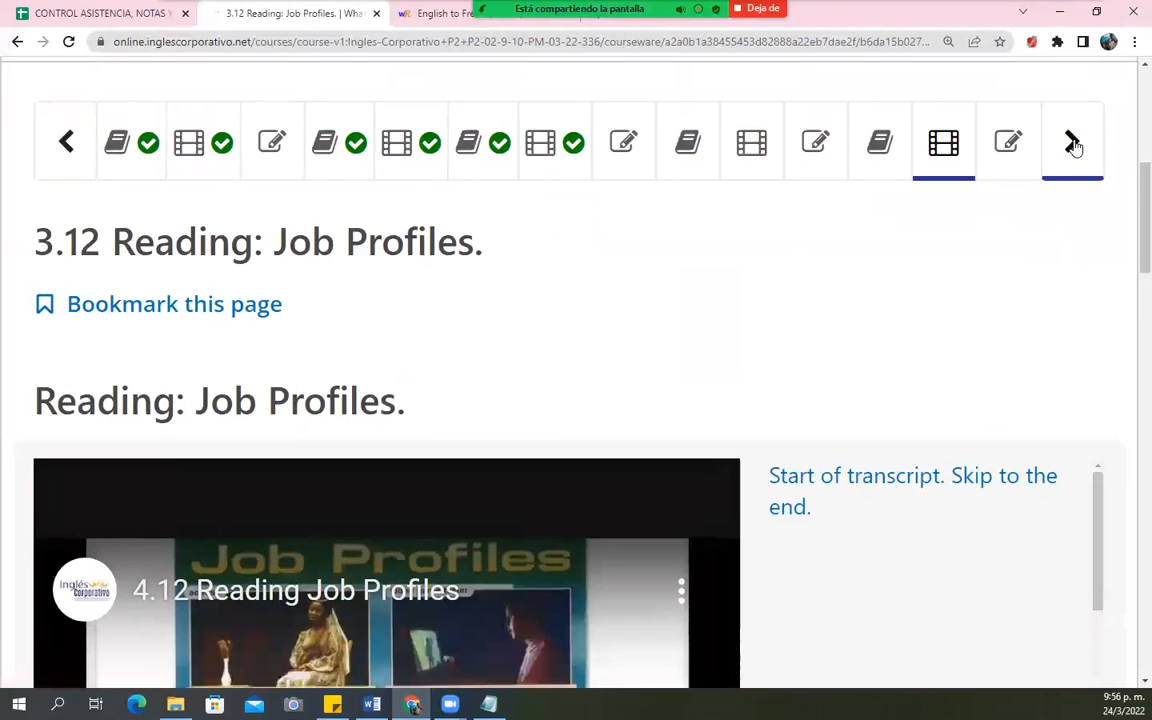 CONTROL ASISTENCIA, NOTAS Y
3.12 Reading: Job Profiles. | Wha
English to Fre
Está compartiendo la pantalla
Deja de
online.inglescorporativo.net/courses/course-v1:Ingles-Corporativo+P2+P2-02-9-10-PM-03-22-336/courseware/a2a0b1a38455453d82888a22eb7dae2f/b6da15b027...
3.12 Reading: Job Profiles.
Bookmark this page
Reading: Job Profiles.
Start of transcript. Skip to the
end.
Job Profiles
Inglés
Corporativo
4.12 Reading Job Profiles
9:56 p. m.
24/3/2022